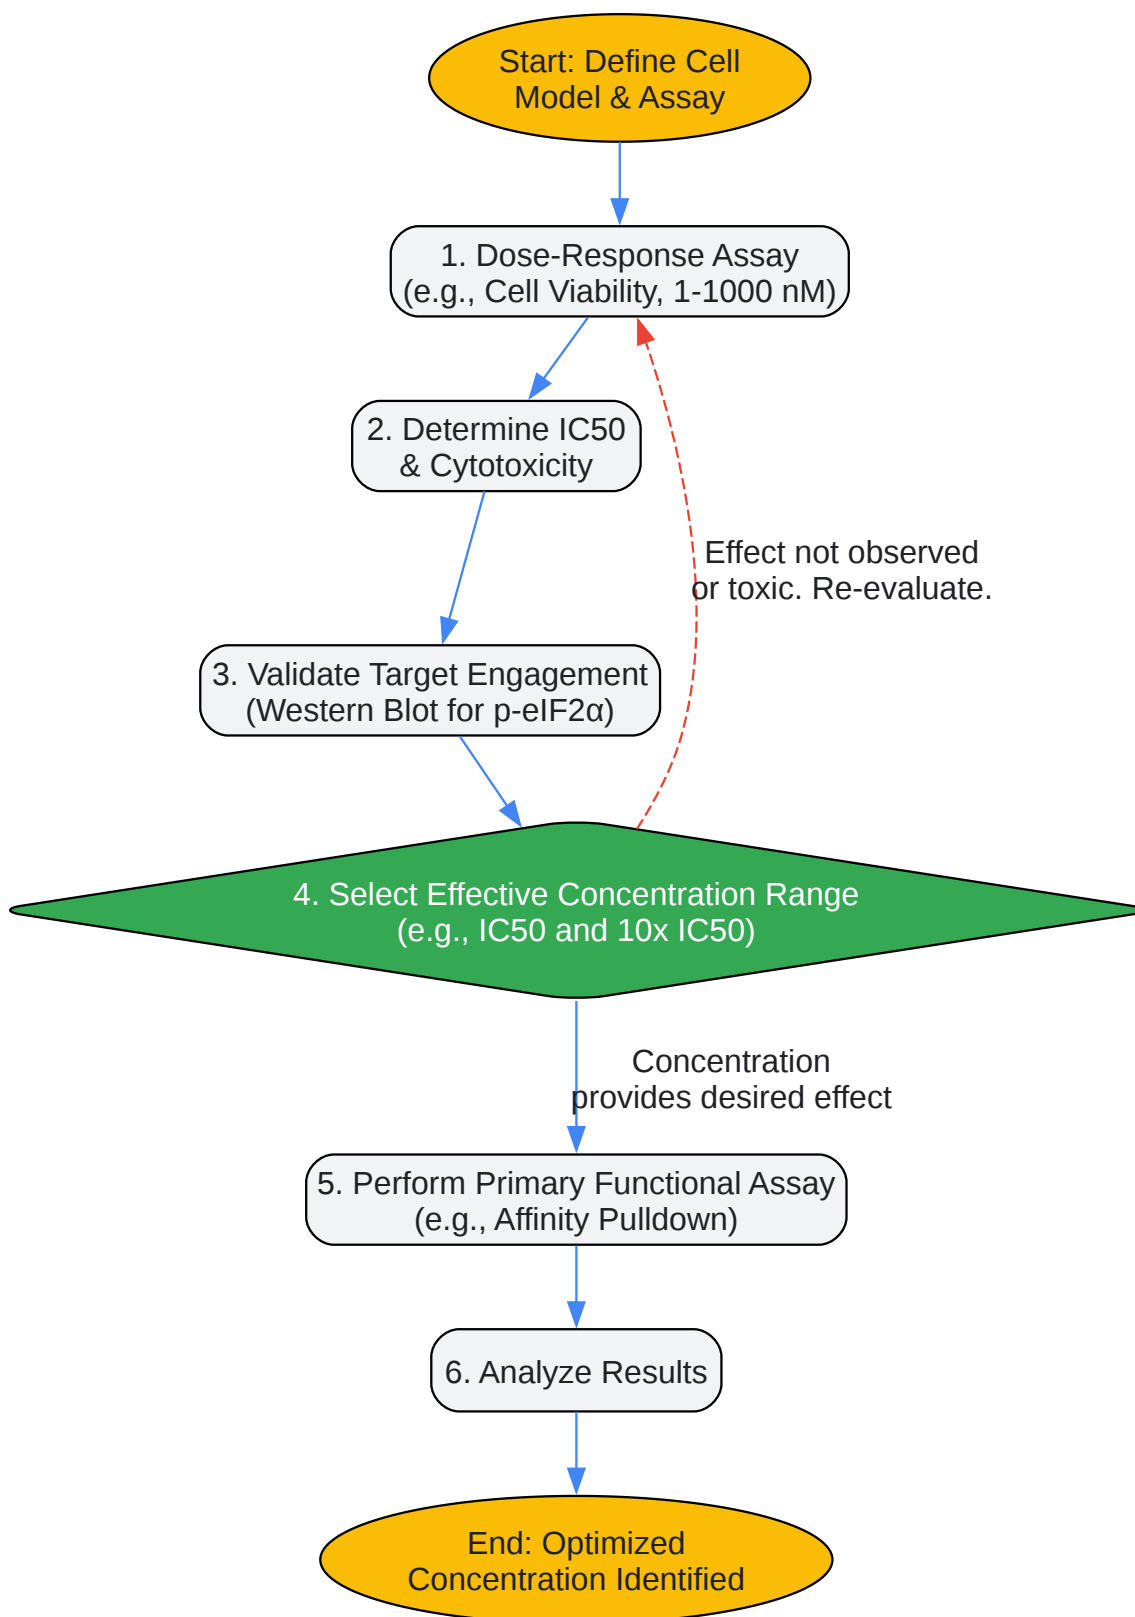 Start: Define Cell
Model & Assay
1. Dose-Response Assay
(e.g., Cell Viability, 1-1000 nM)
2. Determine IC50
& Cytotoxicity
Effect not observed
or toxic. Re-evaluate.
3. Validate Target Engagement
(Western Blot for p-eIF2α)
4. Select Effective Concentration Range
(e.g., IC50 and 10x IC50)
Concentration
provides desired effect
5. Perform Primary Functional Assay
(e.g., Affinity Pulldown)
6. Analyze Results
End: Optimized
Concentration Identified